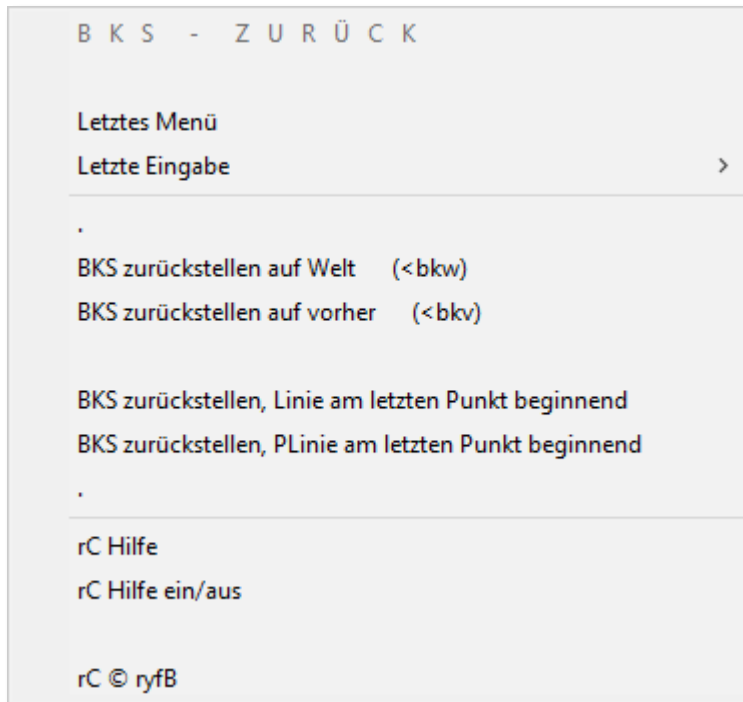 B K S - Z U R Ü C K
Letztes Menü
Letzte Eingabe >
.
BKS zurückstellen auf Welt (<bkw)
BKS zurückstellen auf vorher (<bkv)
BKS zurückstellen, Linie am letzten Punkt beginnend
BKS zurückstellen, PLinie am letzten Punkt beginnend
.
rC Hilfe
rC Hilfe ein/aus
rC © ryfB